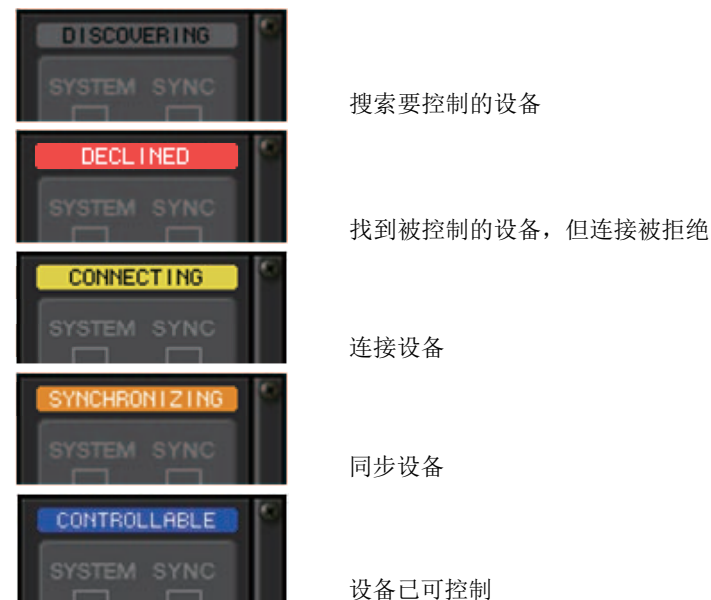 DISCOVERING
SYSTEM SYNC
搜索要控制的设备
DECLINED
SYSTEM SYNC
找到被控制的设备，但连接被拒绝
CONNECTING
SYSTEM SYNC
连接设备
SYNCHRONIZING
SYSTEM SYNC
同步设备
CONTROLLABLE
SYSTEM SYNC
设备已可控制